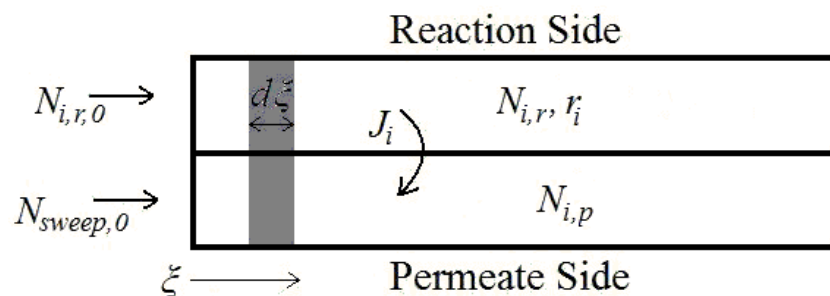 Reaction Side
N_{i,r,0}
dξ
J_i
N_{i,r}, r_i
N_{sweep,0}
N_{i,p}
ξ
Permeate Side